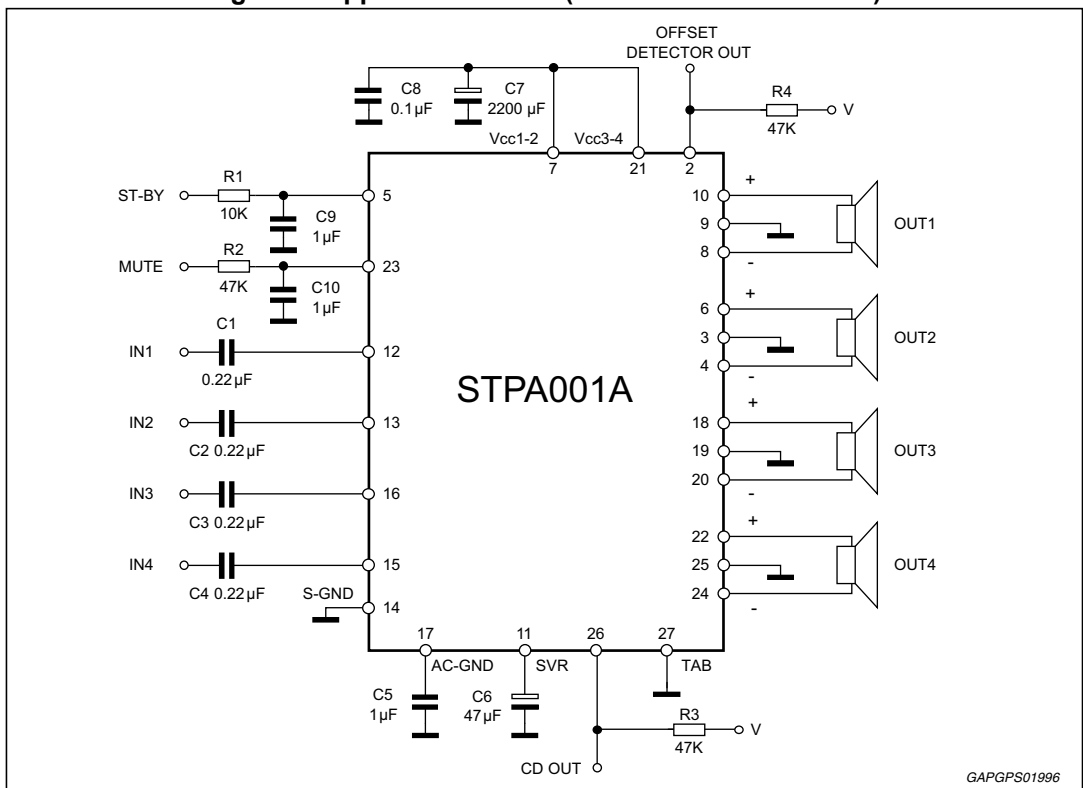 OFFSET
DETECTOR OUT
C8
0.1µF
C7
2200 µF
R4
47K
V
Vcc1-2
Vcc3-4
7
21
2
ST-BY
R1
10K
5
C9
1µF
MUTE
R2
47K
23
C10
1µF
IN1
C1
0.22µF
12
IN2
C2 0.22µF
13
IN3
C3 0.22µF
16
IN4
C4 0.22µF
15
S-GND
14
STPA001A
10
+
9
8
-
OUT1
6
+
3
4
-
OUT2
18
+
19
20
-
OUT3
22
+
25
24
-
OUT4
17
AC-GND
11
SVR
26
27
TAB
C5
1µF
C6
47µF
R3
47K
V
CD OUT
GAPGPS01996